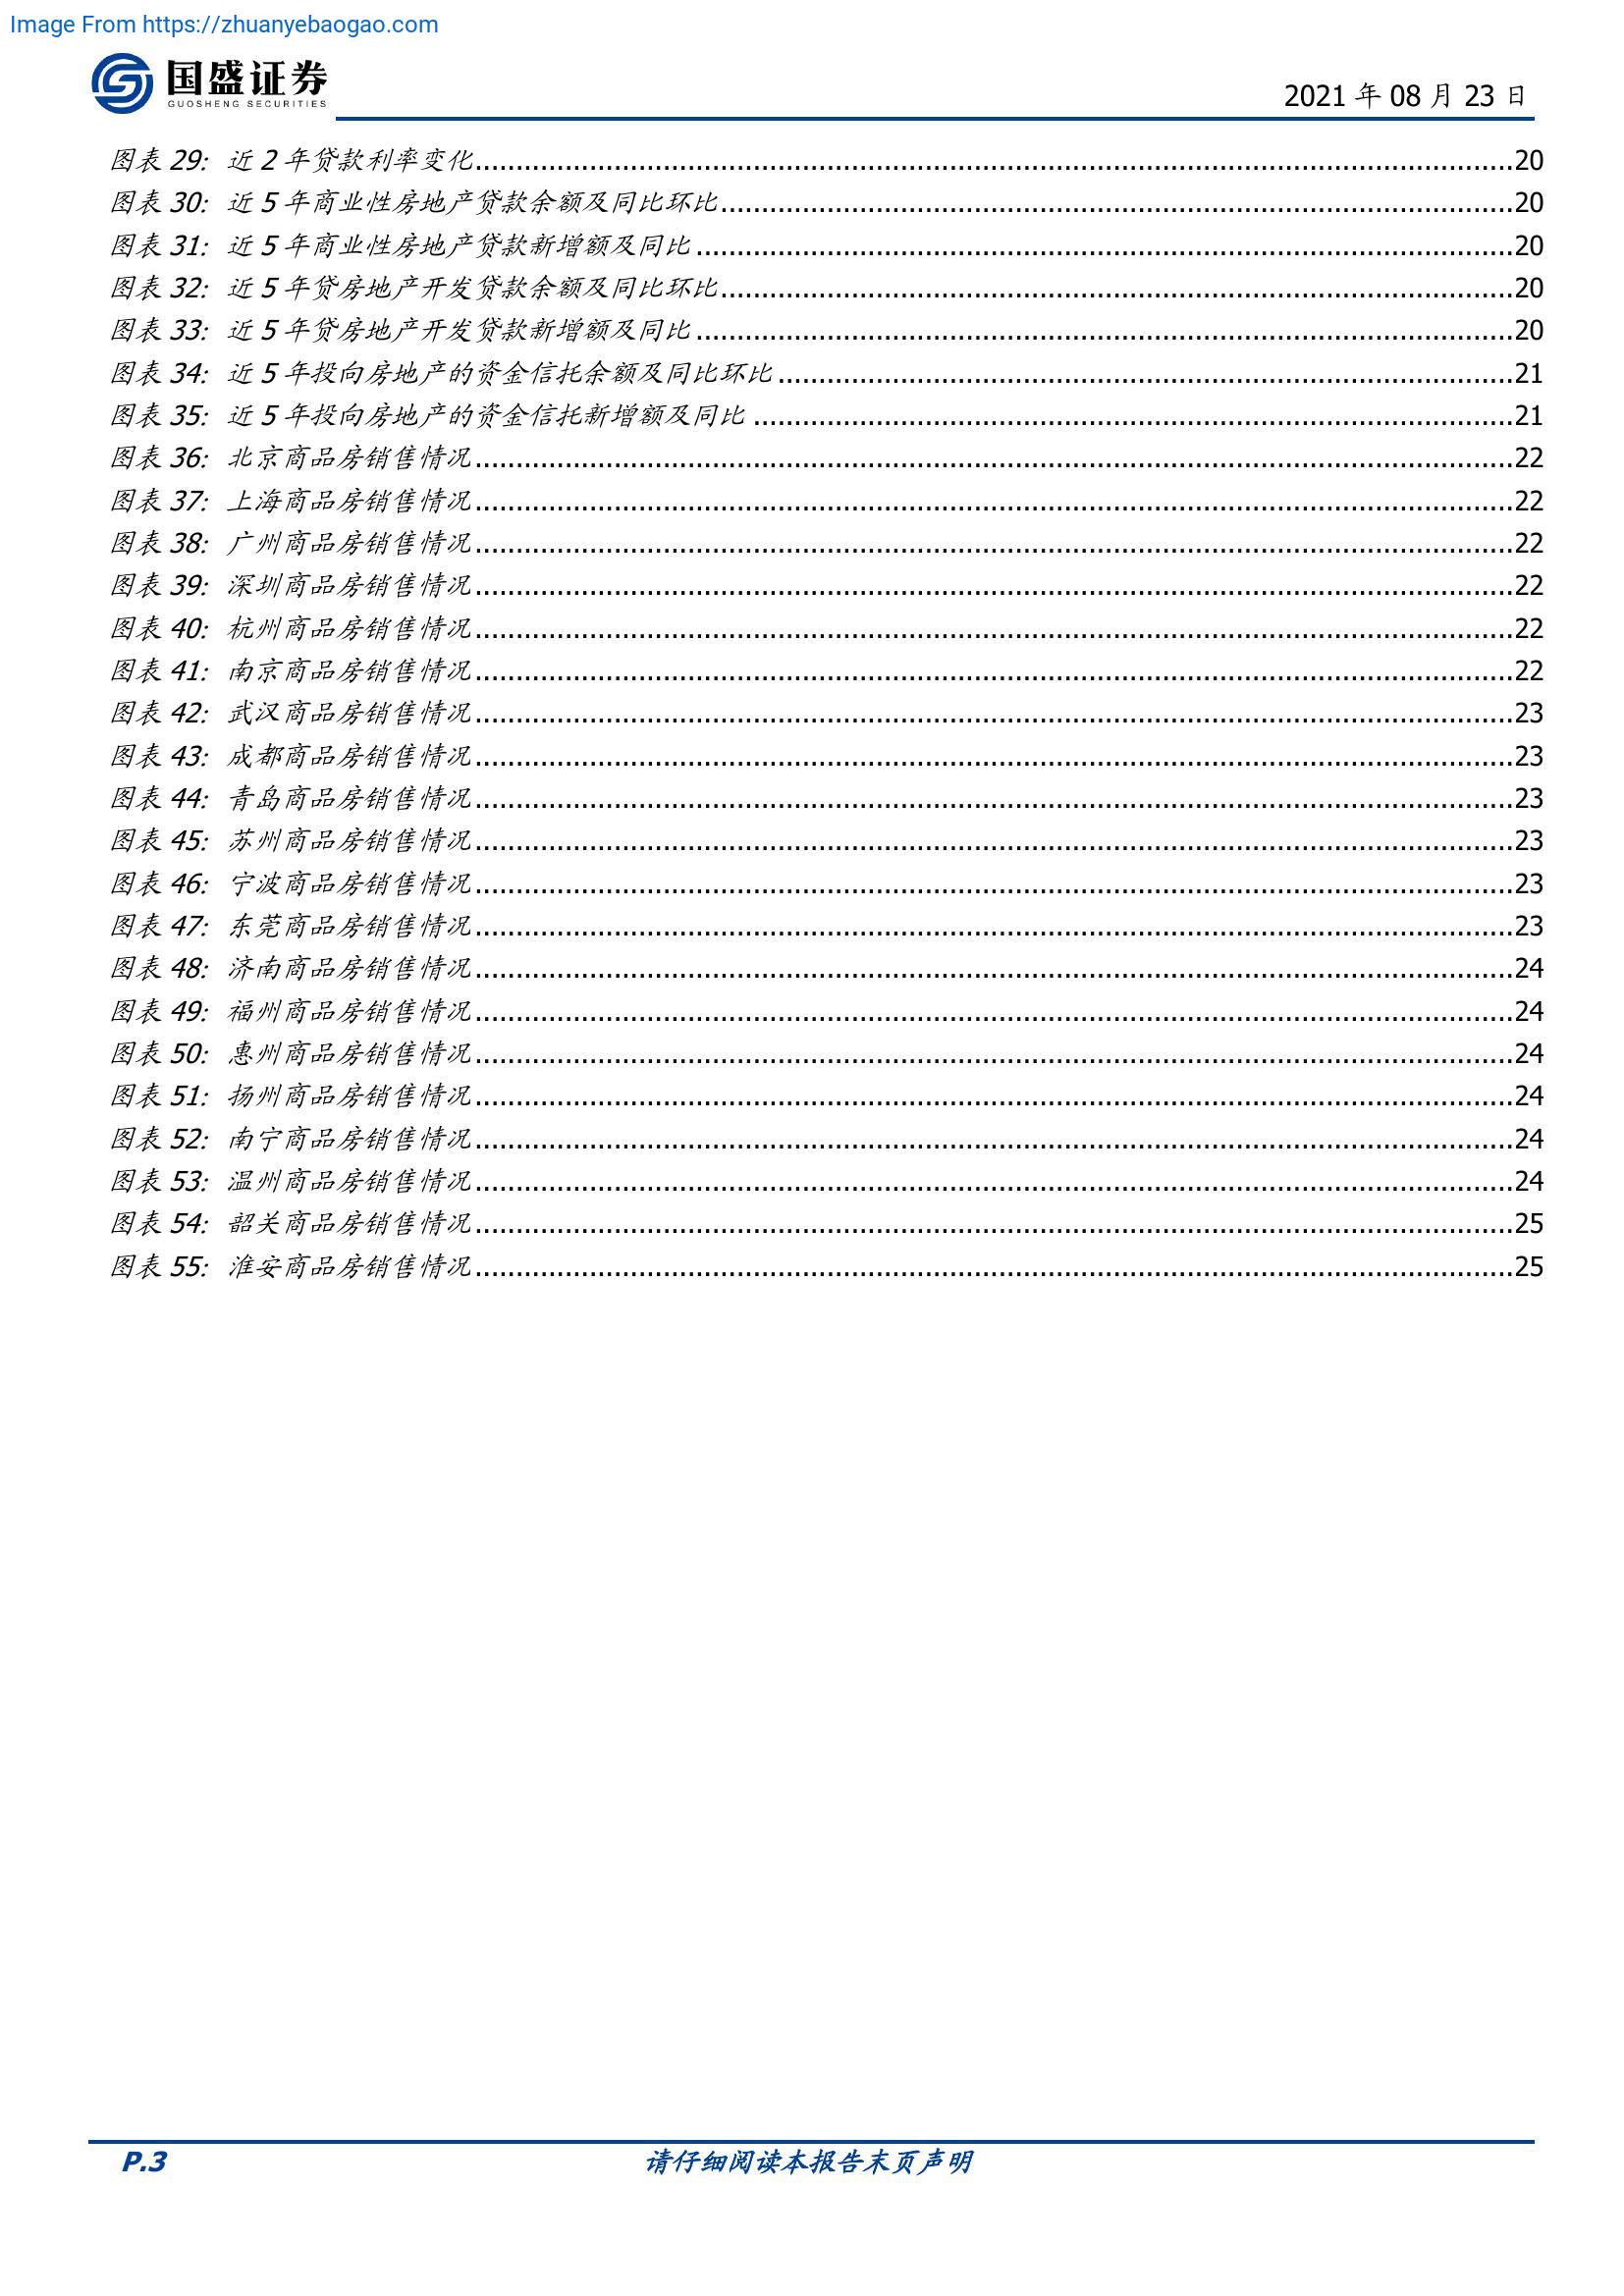 Image From https://zhuanyebaogao.com
国盛证券
GUOSHENG SECURITIES
2021 年 08 月 23 日
图表 29: 近 2 年贷款利率变化 20
图表 30: 近 5 年商业性房地产贷款余额及同比环比 20
图表 31: 近 5 年商业性房地产贷款新增额及同比 20
图表 32: 近 5 年贷房地产开发贷款余额及同比环比 20
图表 33: 近 5 年贷房地产开发贷款新增额及同比 20
图表 34: 近 5 年投向房地产的资金信托余额及同比环比 21
图表 35: 近 5 年投向房地产的资金信托新增额及同比 21
图表 36: 北京商品房销售情况 22
图表 37: 上海商品房销售情况 22
图表 38: 广州商品房销售情况 22
图表 39: 深圳商品房销售情况 22
图表 40: 杭州商品房销售情况 22
图表 41: 南京商品房销售情况 22
图表 42: 武汉商品房销售情况 23
图表 43: 成都商品房销售情况 23
图表 44: 青岛商品房销售情况 23
图表 45: 苏州商品房销售情况 23
图表 46: 宁波商品房销售情况 23
图表 47: 东莞商品房销售情况 23
图表 48: 济南商品房销售情况 24
图表 49: 福州商品房销售情况 24
图表 50: 惠州商品房销售情况 24
图表 51: 扬州商品房销售情况 24
图表 52: 南宁商品房销售情况 24
图表 53: 温州商品房销售情况 24
图表 54: 韶关商品房销售情况 25
图表 55: 淮安商品房销售情况 25
P.3
请仔细阅读本报告末页声明